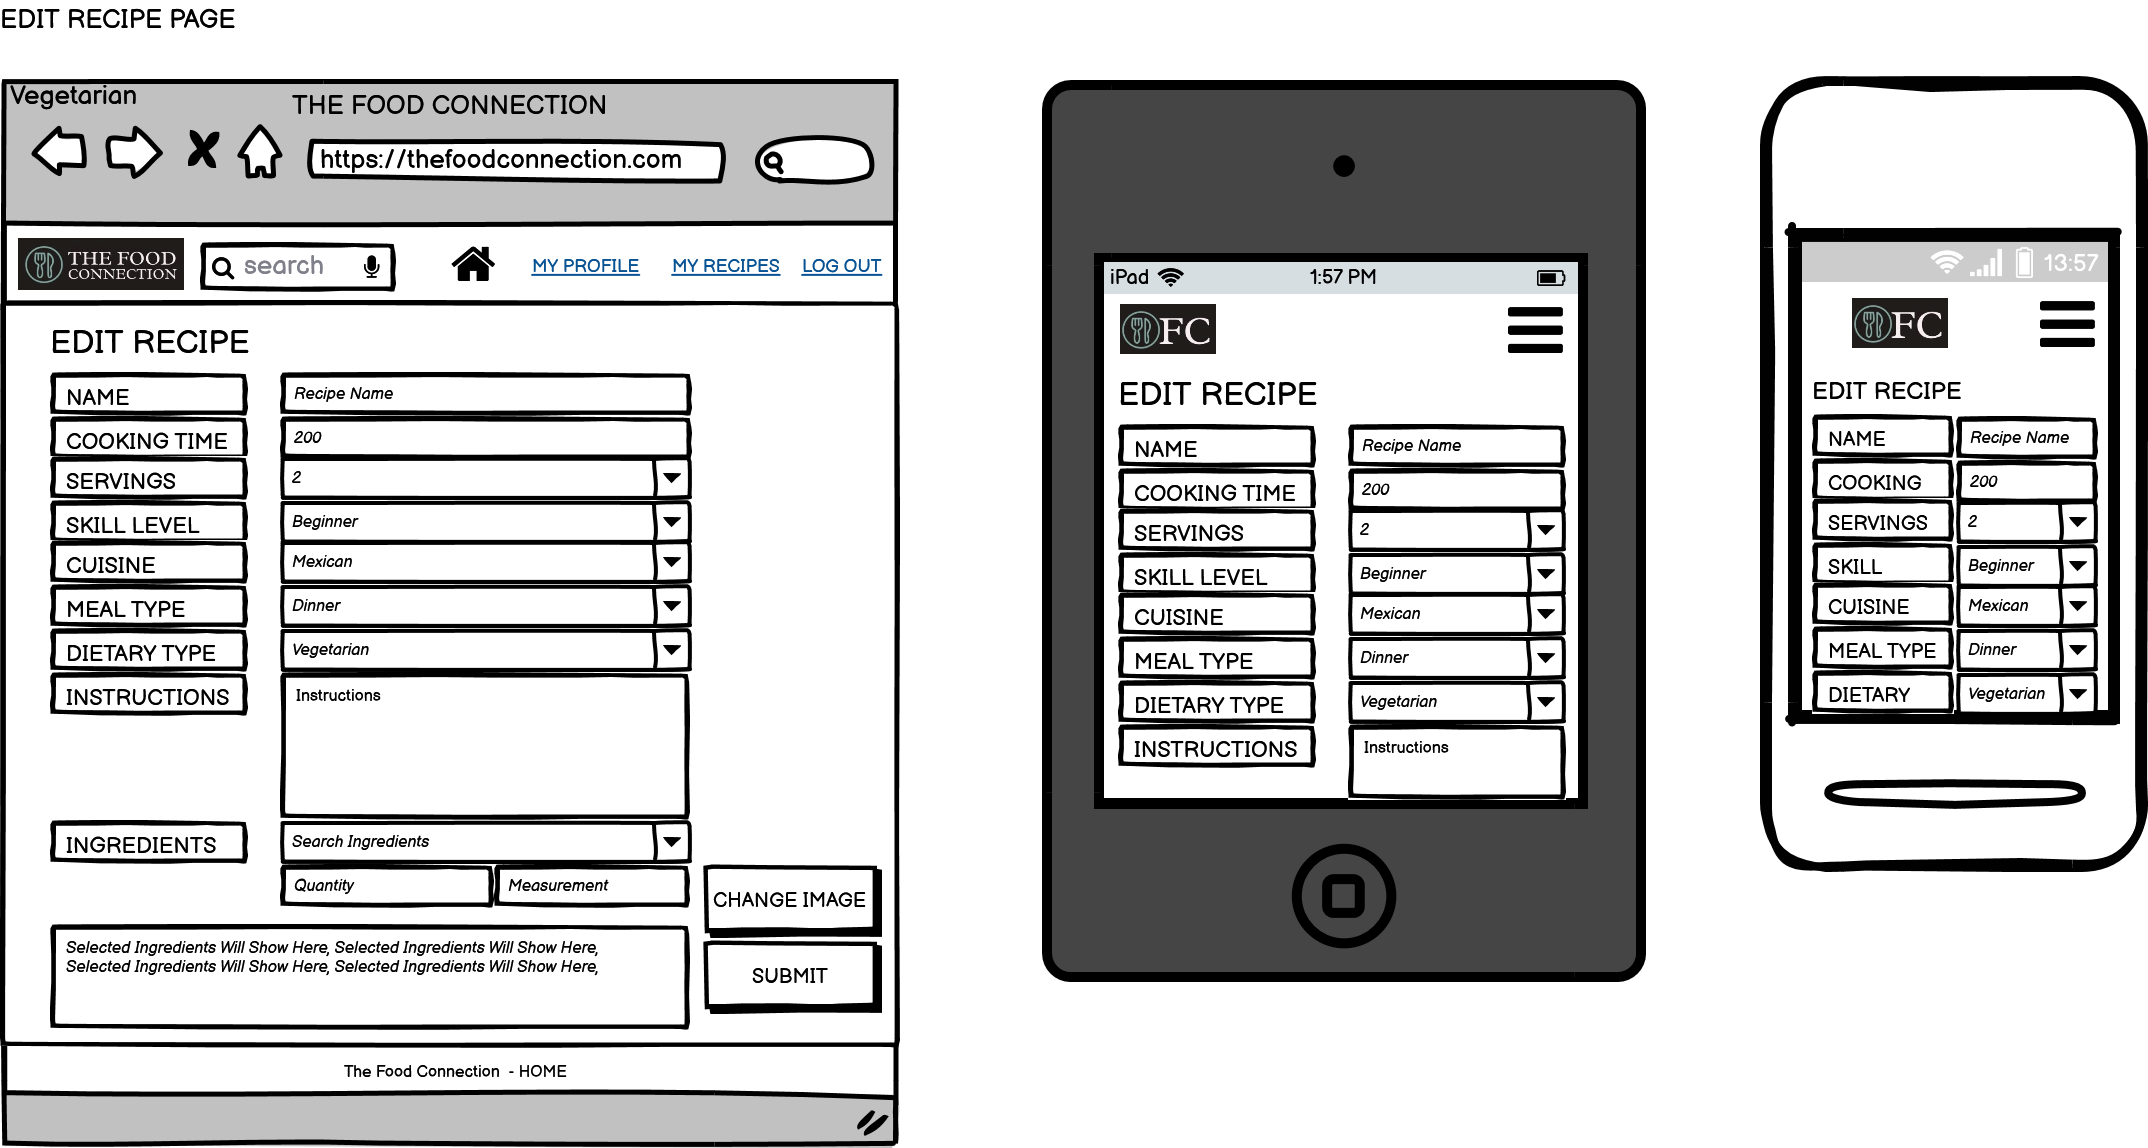 EDIT RECIPE PAGE
Vegetarian
THE FOOD CONNECTION
https://thefoodconnection.com
THE FOOD
CONNECTION
search
MY PROFILE
MY RECIPES
LOG OUT
EDIT RECIPE
NAME
Recipe Name
COOKING TIME
200
SERVINGS
2
SKILL LEVEL
Beginner
CUISINE
Mexican
MEAL TYPE
Dinner
DIETARY TYPE
Vegetarian
INSTRUCTIONS
Instructions
INGREDIENTS
Search Ingredients
Quantity
Measurement
CHANGE IMAGE
Selected Ingredients Will Show Here, Selected Ingredients Will Show Here,
Selected Ingredients Will Show Here, Selected Ingredients Will Show Here,
SUBMIT
The Food Connection - HOME
iPad
1:57 PM
FC
EDIT RECIPE
NAME
Recipe Name
COOKING TIME
200
SERVINGS
2
SKILL LEVEL
Beginner
CUISINE
Mexican
MEAL TYPE
Dinner
DIETARY TYPE
Vegetarian
INSTRUCTIONS
Instructions
13:57
FC
EDIT RECIPE
NAME
Recipe Name
COOKING
200
SERVINGS
2
SKILL
Beginner
CUISINE
Mexican
MEAL TYPE
Dinner
DIETARY
Vegetarian